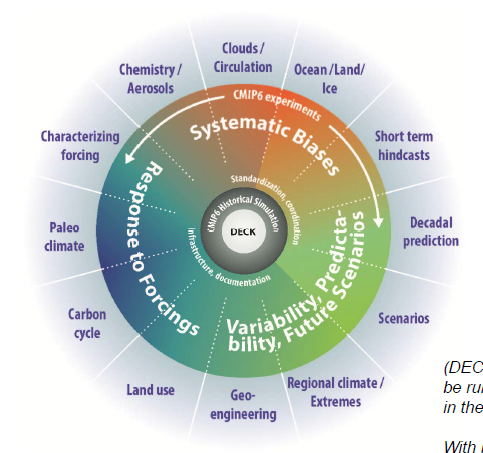 Clouds /
Circulation
Ocean /Land/
Ice
Short term
hindcasts
Decadal
prediction
Scenarios
Regional climate /
Extremes
Geo-
engineering
Land use
Carbon
cycle
Paleo
climate
Characterizing
forcing
Chemistry /
Aerosols
CMIP6 experiments
Systematic Biases
Variability, Predicta-
bility, Future Scenarios
Response to Forcings
Standardization, coordination
infrastructure, documentation
CMIP6 Historical Simulation
DECK
(DEC
be ru
in the
With